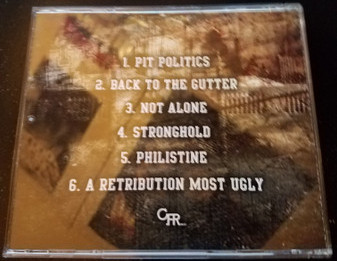 1. PIT POLITICS
2. BACK TO THE GUTTER
3. NOT ALONE
4. STRONGHOLD
5. PHILISTINE
6. A RETRIBUTION MOST UGLY